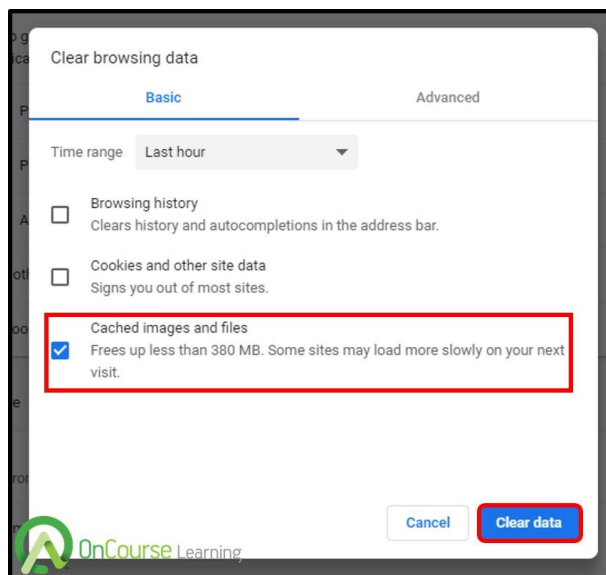 Clear browsing data
Basic
Advanced
Time range
Last hour
Browsing history
Clears history and autocompletions in the address bar.
Cookies and other site data
Signs you out of most sites.
Cached images and files
Frees up less than 380 MB. Some sites may load more slowly on your next
visit.
Cancel
Clear data
OnCourse Learning